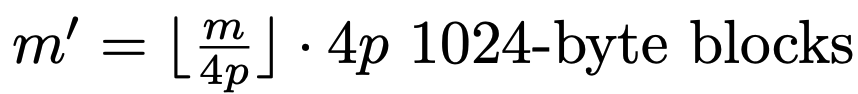 m′ = ⌊m/4p⌋ · 4p 1024-byte blocks